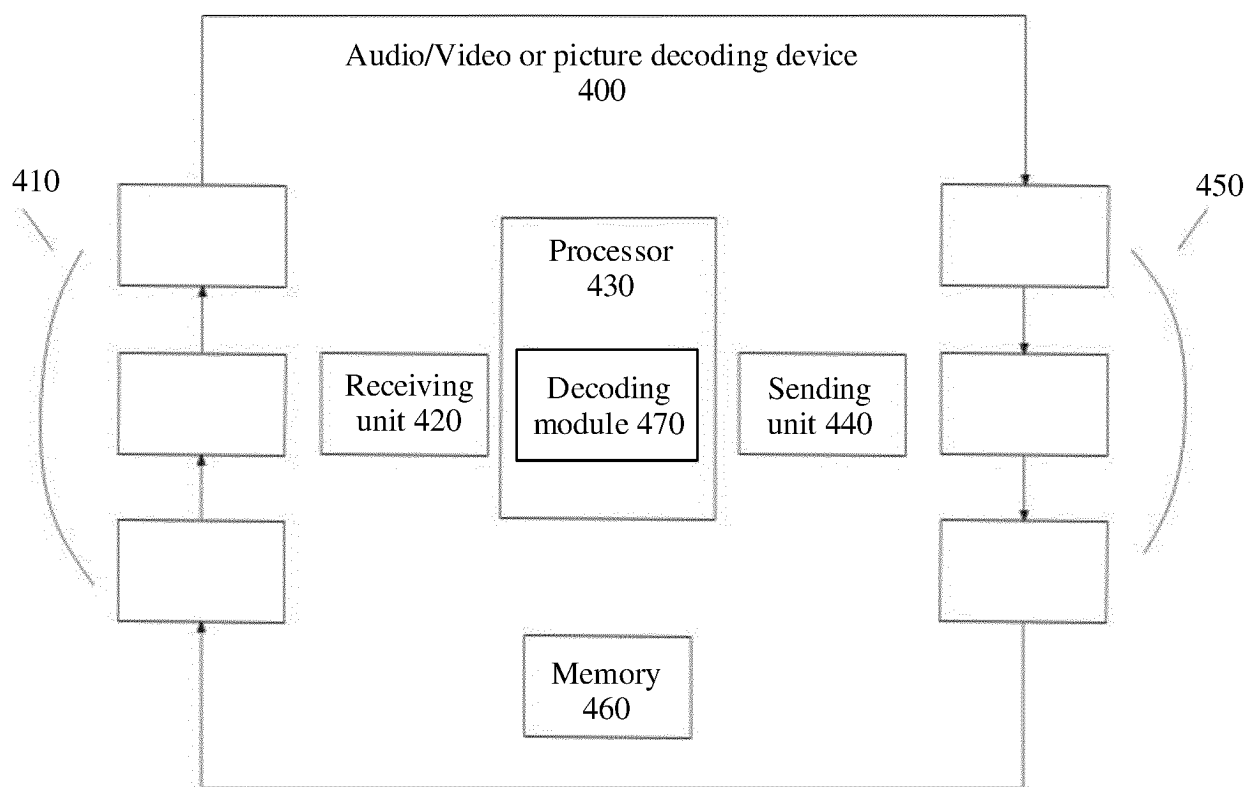 Audio/Video or picture decoding device
400
410
450
Processor
430
Receiving
unit 420
Decoding
module 470
Sending
unit 440
Memory
460